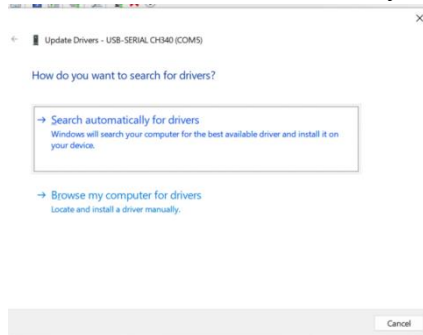 Update Drivers - USB-SERIAL CH340 (COM5)
How do you want to search for drivers?
→ Search automatically for drivers
Windows will search your computer for the best available driver and install it on
your device.
→ Browse my computer for drivers
Locate and install a driver manually.
Cancel